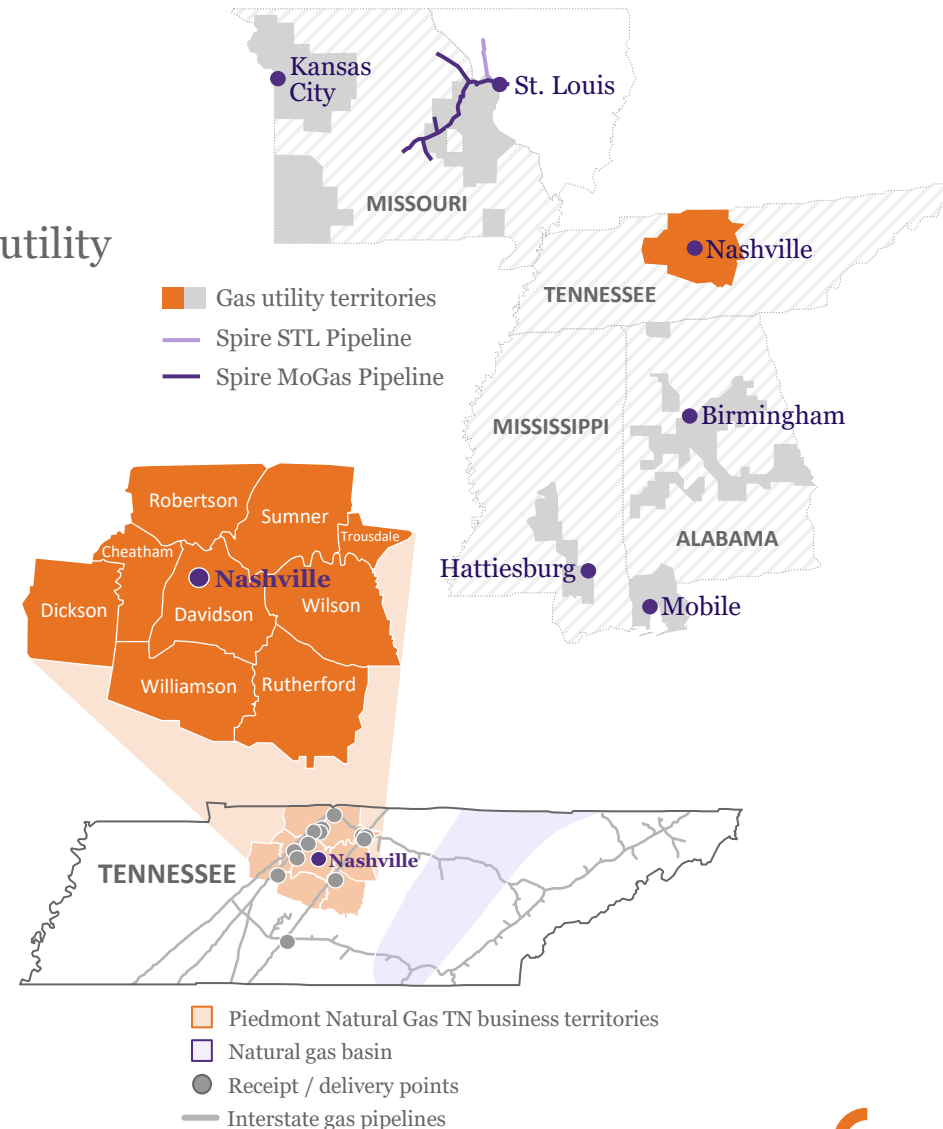 Kansas
City
St. Louis
MISSOURI
utility
Nashville
TENNESSEE
Gas utility territories
Spire STL Pipeline
Spire MoGas Pipeline
MISSISSIPPI
Birmingham
ALABAMA
Hattiesburg
Mobile
Robertson
Sumner
Trousdale
Cheatham
Nashville
Dickson
Davidson
Wilson
Williamson
Rutherford
TENNESSEE
Nashville
Piedmont Natural Gas TN business territories
Natural gas basin
Receipt / delivery points
Interstate gas pipelines